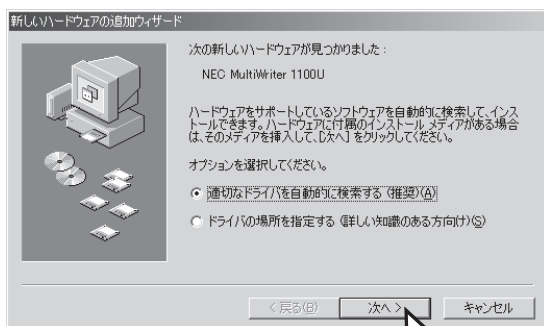 新しいハードウェアの追加ウィザード
次の新しいハードウェアが見つかりました:
NEC MultiWriter 1100U
ハードウェアをサポートしているソフトウェアを自動的に検索して、インス
トールできます。ハードウェアに付属のインストール メディアがある場合
は、そのメディアを挿入して、[次へ] をクリックしてください。
オプションを選択してください。
適切なドライバを自動的に検索する (推奨)(A)
ドライバの場所を指定する (詳しい知識のある方向け)(S)
< 戻る(B)
次へ >
キャンセル